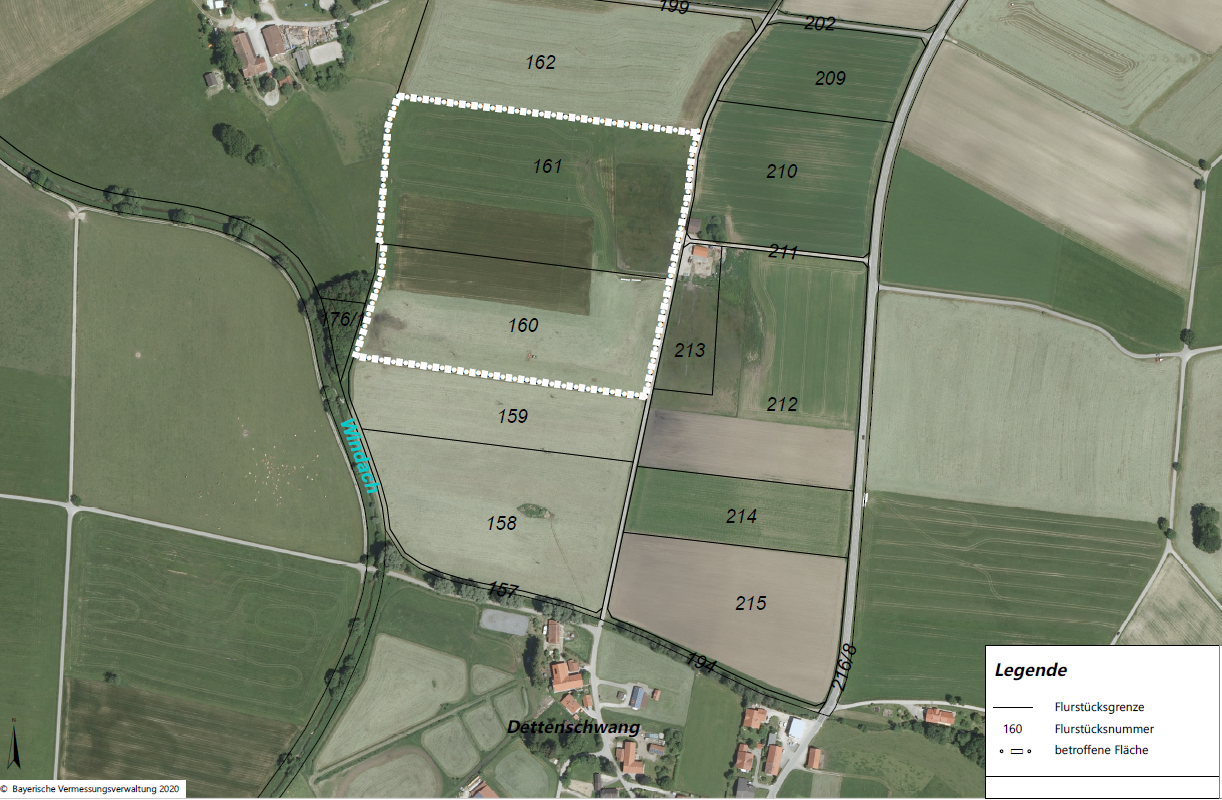 199
202
162
209
161
210
211
176/1
160
213
159
212
Windach
158
214
157
215
194
216/8
Dettenschwang
Legende
Flurstücksgrenze
160 Flurstücksnummer
betroffene Fläche
N
© Bayerische Vermessungsverwaltung 2020